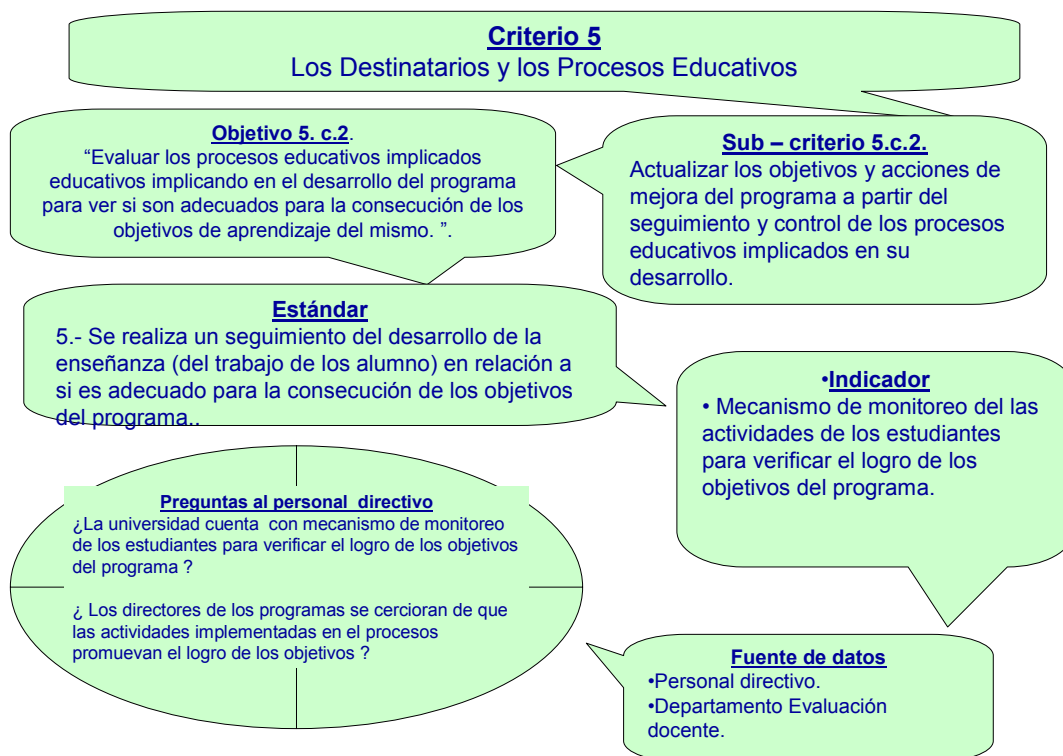 Criterio 5
Los Destinatarios y los Procesos Educativos
Objetivo 5. c.2.
“Evaluar los procesos educativos implicados
educativos implicando en el desarrollo del programa
para ver si son adecuados para la consecución de los
objetivos de aprendizaje del mismo. ”.
Sub – criterio 5.c.2.
Actualizar los objetivos y acciones de
mejora del programa a partir del
seguimiento y control de los procesos
educativos implicados en su
desarrollo.
Estándar
5.- Se realiza un seguimiento del desarrollo de la
enseñanza (del trabajo de los alumno) en relación a
si es adecuado para la consecución de los objetivos
del programa..
•Indicador
• Mecanismo de monitoreo del las
actividades de los estudiantes
para verificar el logro de los
objetivos del programa.
Preguntas al personal directivo
¿La universidad cuenta con mecanismo de monitoreo
de los estudiantes para verificar el logro de los objetivos
del programa ?
¿ Los directores de los programas se cercioran de que
las actividades implementadas en el procesos
promuevan el logro de los objetivos ?
Fuente de datos
•Personal directivo.
•Departamento Evaluación
docente.